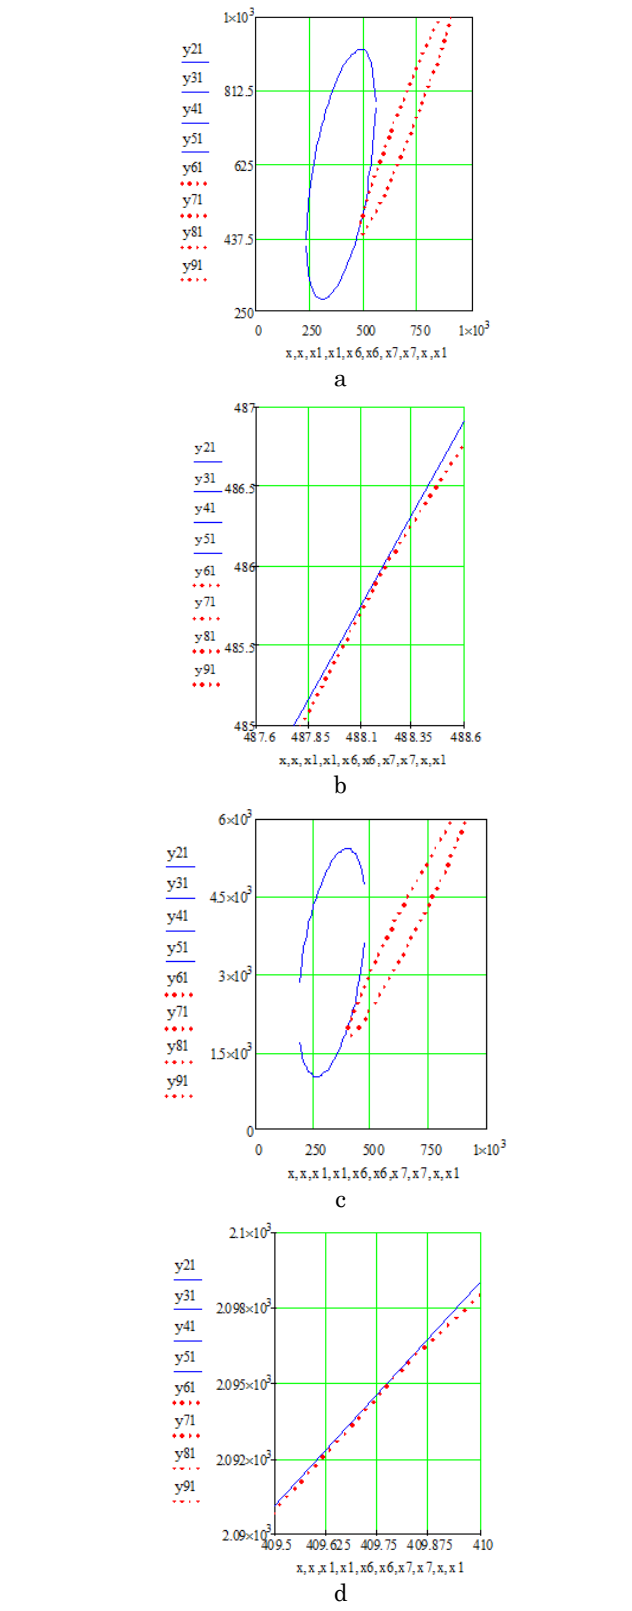 1×10³
y21
y31
812.5
y41
y51
y61
625
y71
y81
437.5
y91
250
0 250 500 750 1×10³
x,x,x1,x1,x6,x6,x7,x7,x,x1
a
487
y21
y31
486.5
y41
y51
y61
486
y71
y81
485.5
y91
485
487.6 487.85 488.1 488.35 488.6
x,x,x1,x1,x6,x6,x7,x7,x,x1
b
6×10³
y21
y31
4.5×10³
y41
y51
y61
3×10³
y71
y81
1.5×10³
y91
0
0 250 500 750 1×10³
x,x,x1,x1,x6,x6,x7,x7,x,x1
c
2.1×10³
y21
y31
2.098×10³
y41
y51
2.095×10³
y61
y71
y81
2.092×10³
y91
2.09×10³
409.5 409.625 409.75 409.875 410
x,x,x1,x1,x6,x6,x7,x7,x,x1
d